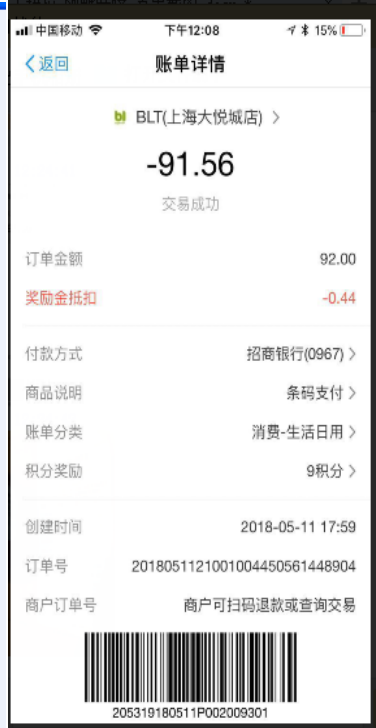 中国移动 下午12:08 15%
返回 账单详情
bl BLT(上海大悦城店)
-91.56
交易成功
订单金额 92.00
奖励金抵扣 -0.44
付款方式 招商银行(0967)
商品说明 条码支付
账单分类 消费-生活日用
积分奖励 9积分
创建时间 2018-05-11 17:59
订单号 2018051121001004450561448904
商户订单号 商户可扫码退款或查询交易
205319180511P002009301